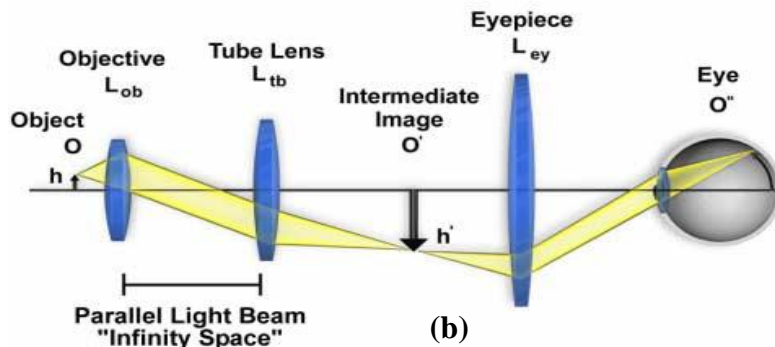 Eyepiece
L ey
Objective
L ob
Tube Lens
L tb
Intermediate
Image
O'
Eye
O"
Object
O
h
h'
Parallel Light Beam
"Infinity Space"
(b)